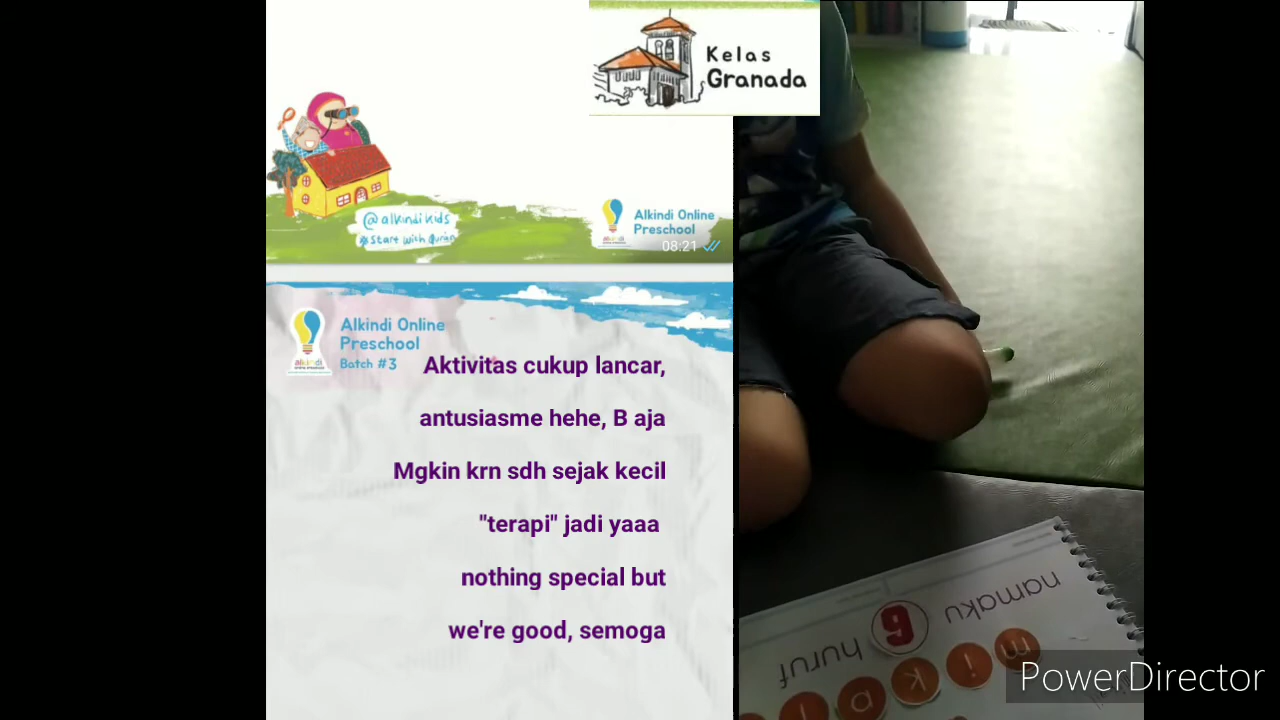 Kelas
Granada
@alkindikids
#Start with Quran
Alkindi Online
Preschool
08:21
Alkindi Online
Preschool
Batch #3
alkindi
Aktivitas cukup lancar,
antusiasme hehe, B aja
Mgkin krn sdh sejak kecil
"terapi" jadi yaaa
nothing special but
we're good, semoga
namaku
huruf
m i k a
PowerDirector